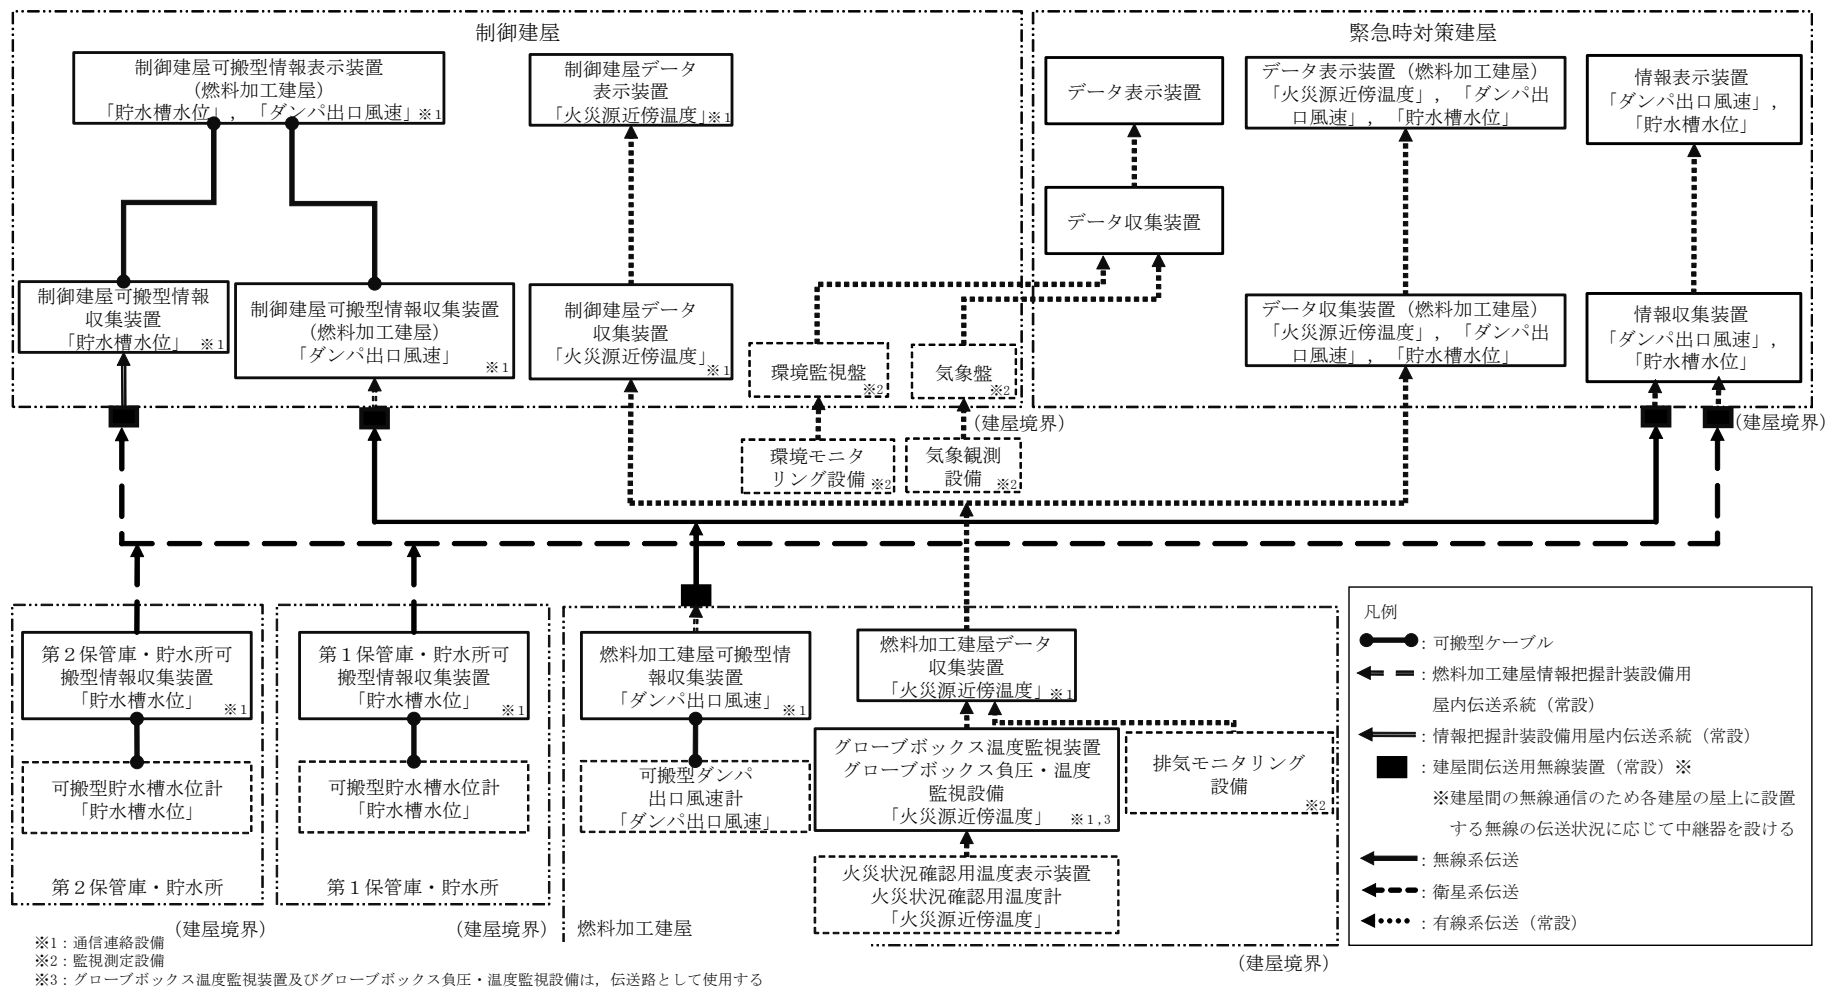 制御建屋
制御建屋可搬型情報表示装置
(燃料加工建屋)
「貯水槽水位」,「ダンパ出口風速」※1
制御建屋データ
表示装置
「火災源近傍温度」※1
制御建屋可搬型情報
収集装置
「貯水槽水位」 ※1
制御建屋可搬型情報収集装置
(燃料加工建屋)
「ダンパ出口風速」
※1
制御建屋データ
収集装置
「火災源近傍温度」
※1
環境監視盤
※2
気象盤
※2
(建屋境界)
緊急時対策建屋
データ表示装置
データ表示装置(燃料加工建屋)
「火災源近傍温度」,「ダンパ出
口風速」,「貯水槽水位」
情報表示装置
「ダンパ出口風速」,
「貯水槽水位」
データ収集装置
データ収集装置(燃料加工建屋)
「火災源近傍温度」,「ダンパ出
口風速」,「貯水槽水位」
情報収集装置
「ダンパ出口風速」,
「貯水槽水位」
(建屋境界)
環境モニタ
リング設備 ※2
気象観測
設備 ※2
第2保管庫・貯水所可
搬型情報収集装置
「貯水槽水位」
※1
可搬型貯水槽水位計
「貯水槽水位」
第2保管庫・貯水所
(建屋境界)
第1保管庫・貯水所可
搬型情報収集装置
「貯水槽水位」
※1
可搬型貯水槽水位計
「貯水槽水位」
第1保管庫・貯水所
(建屋境界)
燃料加工建屋可搬型情
報収集装置
「ダンパ出口風速」 ※1
可搬型ダンパ
出口風速計
「ダンパ出口風速」
燃料加工建屋データ
収集装置
「火災源近傍温度」※1
グローブボックス温度監視装置
グローブボックス負圧・温度
監視設備
「火災源近傍温度」 ※1,3
排気モニタリング
設備
※2
火災状況確認用温度表示装置
火災状況確認用温度計
「火災源近傍温度」
燃料加工建屋
(建屋境界)
凡例
:可搬型ケーブル
:燃料加工建屋情報把握計装設備用
屋内伝送系統(常設)
:情報把握計装設備用屋内伝送系統(常設)
:建屋間伝送用無線装置(常設)※
※建屋間の無線通信のため各建屋の屋上に設置
する無線の伝送状況に応じて中継器を設ける
:無線系伝送
:衛星系伝送
:有線系伝送(常設)
※1:通信連絡設備
※2:監視測定設備
※3:グローブボックス温度監視装置及びグローブボックス負圧・温度監視設備は,伝送路として使用する